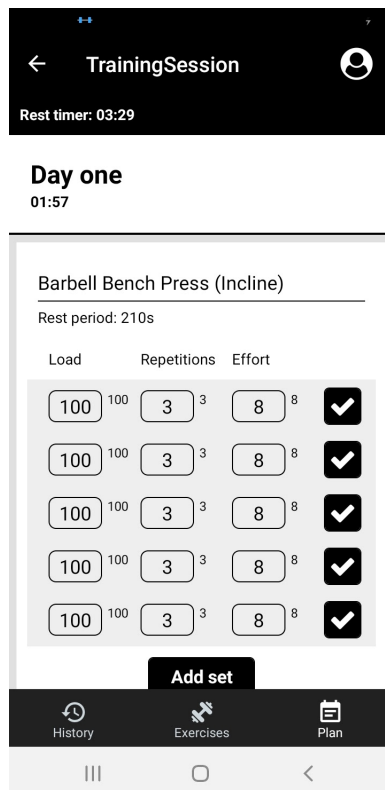 TrainingSession
Rest timer: 03:29
Day one
01:57
Barbell Bench Press (Incline)
Rest period: 210s
Load Repetitions Effort
100 100 3 3 8 8
100 100 3 3 8 8
100 100 3 3 8 8
100 100 3 3 8 8
100 100 3 3 8 8
Add set
History Exercises Plan